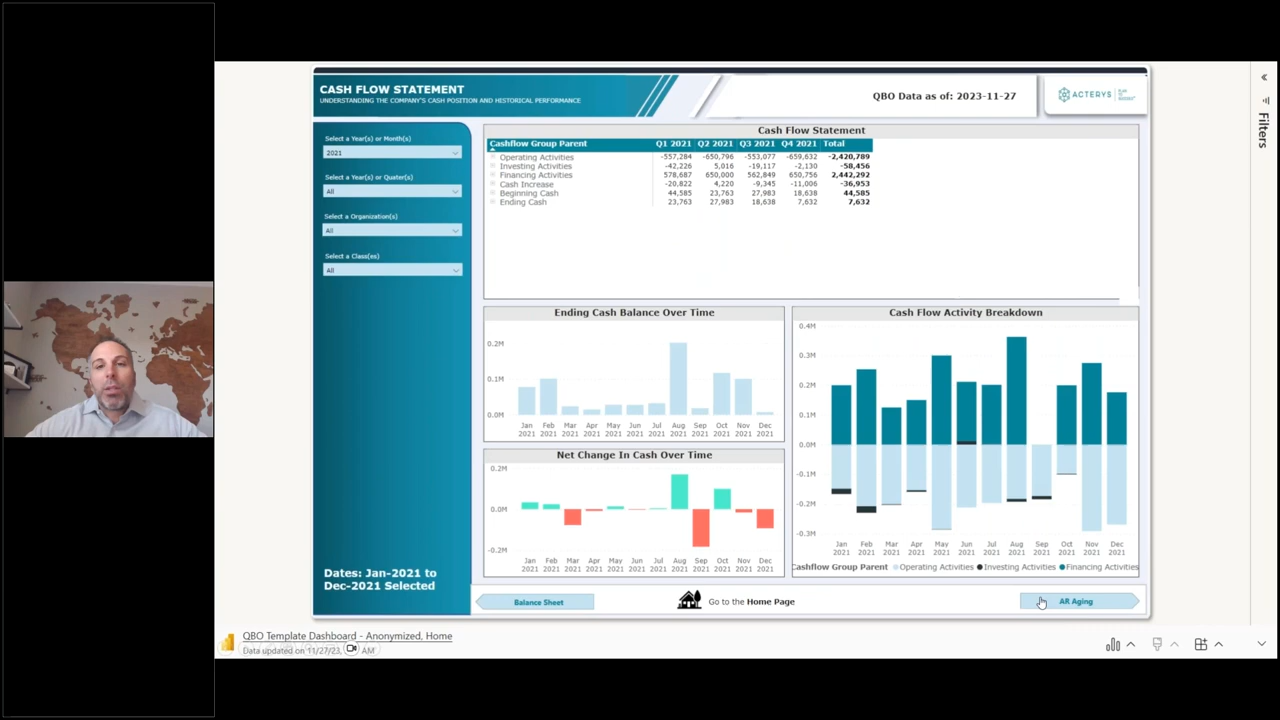 CASH FLOW STATEMENT
UNDERSTANDING THE COMPANY'S CASH POSITION AND HISTORICAL PERFORMANCE
QBO Data as of: 2023-11-27
ACTERYS
Filters
Select a Year(s) or Month(s)
2021
Select a Year(s) or Quater(s)
All
Select a Organization(s)
All
Select a Class(es)
All
Dates: Jan-2021 to
Dec-2021 Selected
Cash Flow Statement
Cashflow Group Parent Q1 2021 Q2 2021 Q3 2021 Q4 2021 Total
Operating Activities -557,284 -650,796 -553,077 -659,632 -2,420,789
Investing Activities -42,226 5,016 -19,117 -2,130 -58,456
Financing Activities 578,687 650,000 562,849 650,756 2,442,292
Cash Increase -20,822 4,220 -9,345 -11,006 -36,953
Beginning Cash 44,585 23,763 27,983 18,638 44,585
Ending Cash 23,763 27,983 18,638 7,632 7,632
Ending Cash Balance Over Time
0.2M
0.1M
0.0M
Jan Feb Mar Apr May Jun Jul Aug Sep Oct Nov Dec
2021 2021 2021 2021 2021 2021 2021 2021 2021 2021 2021 2021
Net Change In Cash Over Time
0.2M
0.0M
-0.2M
Jan Feb Mar Apr May Jun Jul Aug Sep Oct Nov Dec
2021 2021 2021 2021 2021 2021 2021 2021 2021 2021 2021 2021
Cash Flow Activity Breakdown
0.4M
0.3M
0.2M
0.1M
0.0M
-0.1M
-0.2M
-0.3M
Jan Feb Mar Apr May Jun Jul Aug Sep Oct Nov Dec
2021 2021 2021 2021 2021 2021 2021 2021 2021 2021 2021 2021
Cashflow Group Parent Operating Activities Investing Activities Financing Activities
Balance Sheet
Go to the Home Page
AR Aging
QBO Template Dashboard - Anonymized, Home
Data updated on 11/27/23, AM